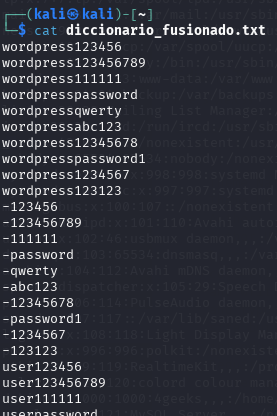 ┌──(kali㉿kali)-[~]
└─$ cat diccionario_fusionado.txt
wordpress123456
wordpress123456789
wordpress111111
wordpresspassword
wordpressqwerty
wordpressabc123
wordpress12345678
wordpresspassword1
wordpress1234567
wordpress123123
-123456
-123456789
-111111
-password
-qwerty
-abc123
-12345678
-password1
-1234567
-123123
user123456
user123456789
user111111
userpassword